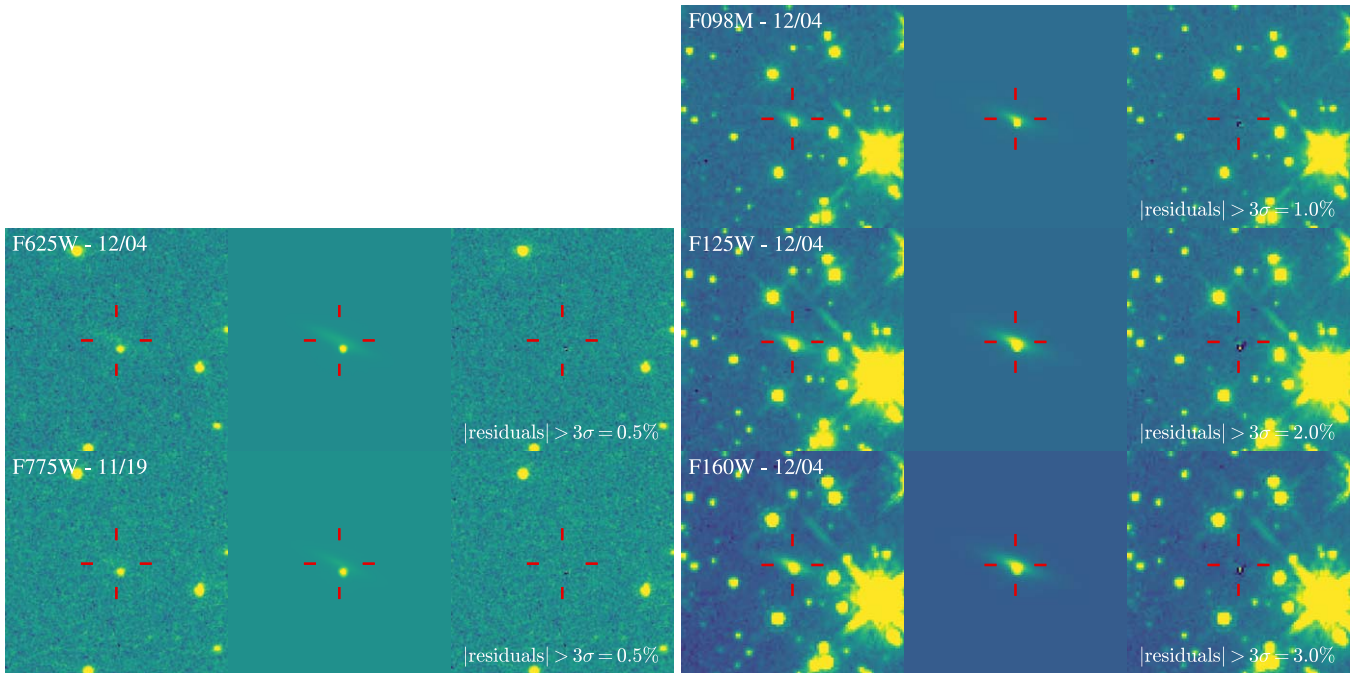 F098M - 12/04
|residuals| > 3σ = 1.0%
F625W - 12/04
|residuals| > 3σ = 0.5%
F125W - 12/04
|residuals| > 3σ = 2.0%
F775W - 11/19
|residuals| > 3σ = 0.5%
F160W - 12/04
|residuals| > 3σ = 3.0%